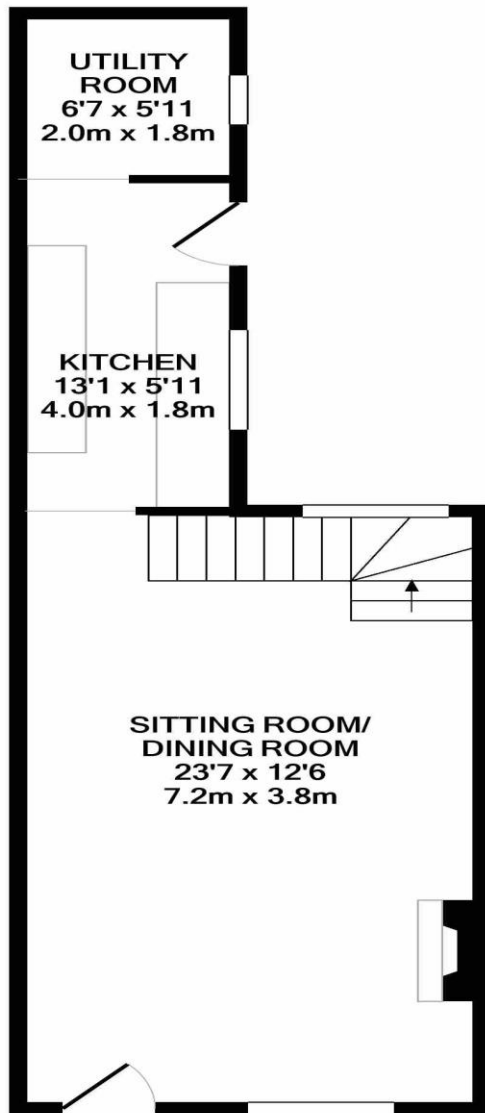 UTILITY
ROOM
6'7 x 5'11
2.0m x 1.8m
KITCHEN
13'1 x 5'11
4.0m x 1.8m
SITTING ROOM/
DINING ROOM
23'7 x 12'6
7.2m x 3.8m